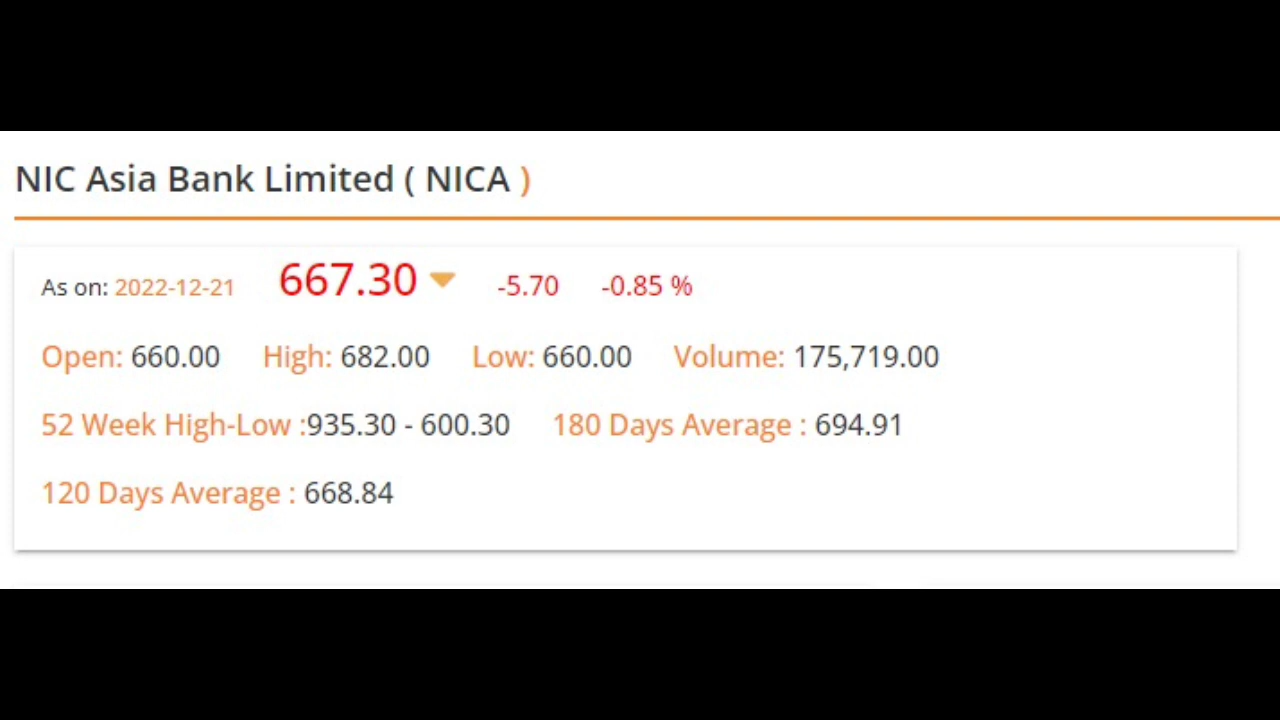 NIC Asia Bank Limited ( NICA )
As on: 2022-12-21 667.30 -5.70 -0.85 %
Open: 660.00 High: 682.00 Low: 660.00 Volume: 175,719.00
52 Week High-Low :935.30 - 600.30 180 Days Average : 694.91
120 Days Average : 668.84